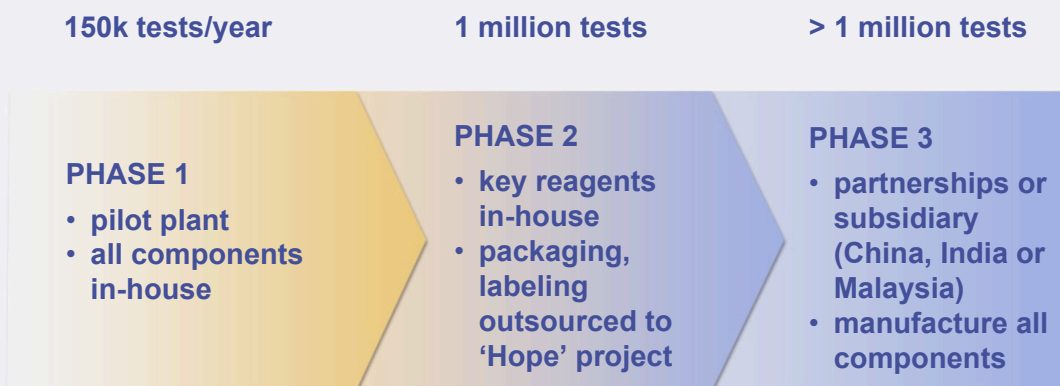 150k tests/year
1 million tests
> 1 million tests
PHASE 1
• pilot plant
• all components
in-house
PHASE 2
• key reagents
in-house
• packaging,
labeling
outsourced to
‘Hope’ project
PHASE 3
• partnerships or
subsidiary
(China, India or
Malaysia)
• manufacture all
components